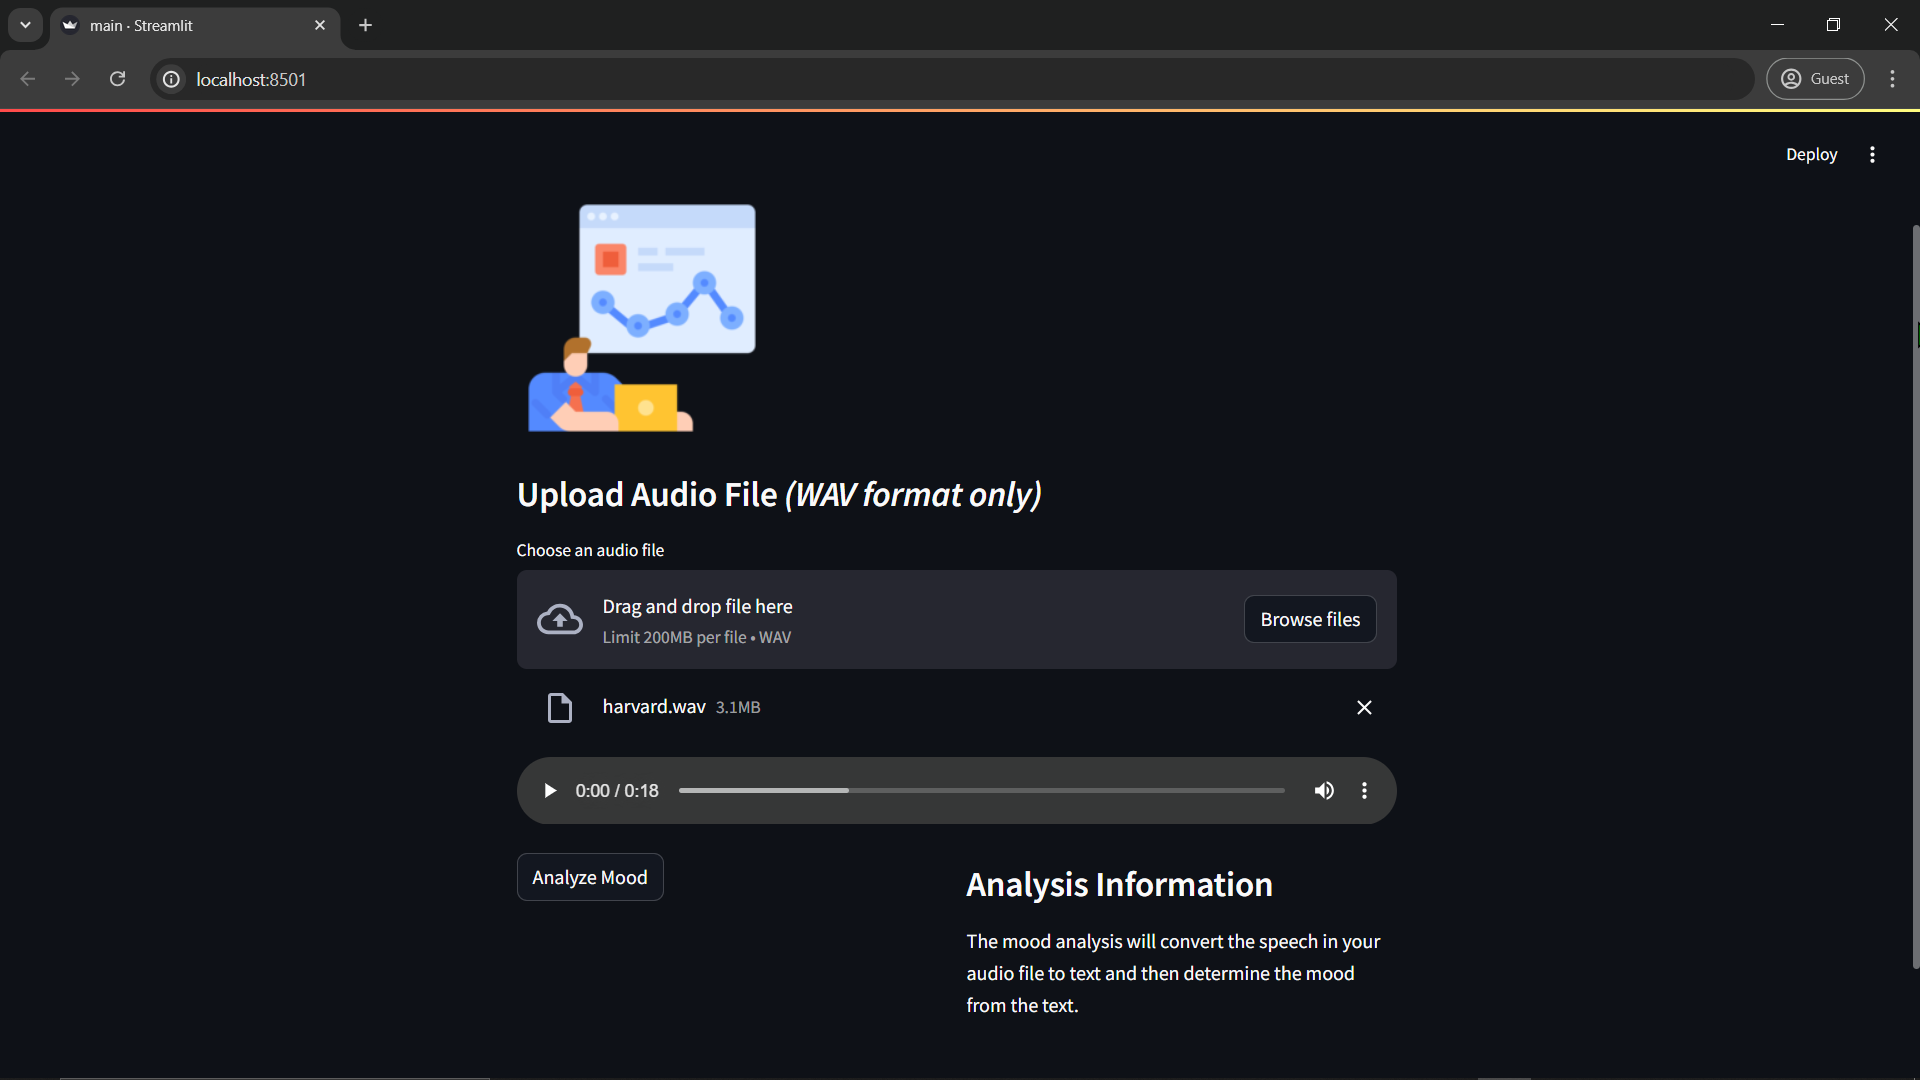 main · Streamlit
localhost:8501
Guest
Deploy
Upload Audio File (WAV format only)
Choose an audio file
Drag and drop file here
Limit 200MB per file • WAV
Browse files
harvard.wav 3.1MB
0:00 / 0:18
Analyze Mood
Analysis Information
The mood analysis will convert the speech in your
audio file to text and then determine the mood
from the text.